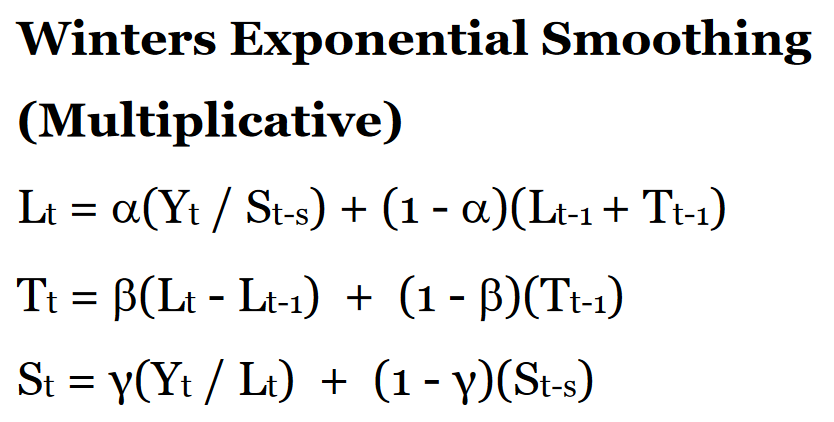 Winters Exponential Smoothing
(Multiplicative)
Lt = α(Yt / St-s) + (1 - α)(Lt-1 + Tt-1)
Tt = β(Lt - Lt-1) + (1 - β)(Tt-1)
St = γ(Yt / Lt) + (1 - γ)(St-s)